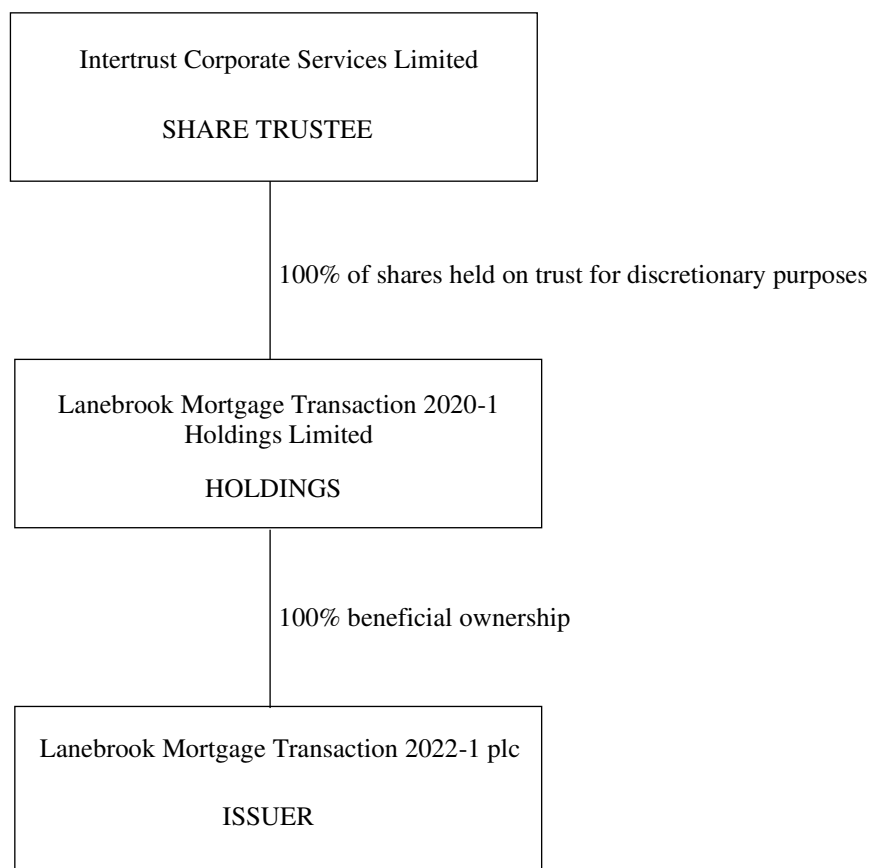 Intertrust Corporate Services Limited
SHARE TRUSTEE
100% of shares held on trust for discretionary purposes
Lanebrook Mortgage Transaction 2020-1
Holdings Limited
HOLDINGS
100% beneficial ownership
Lanebrook Mortgage Transaction 2022-1 plc
ISSUER